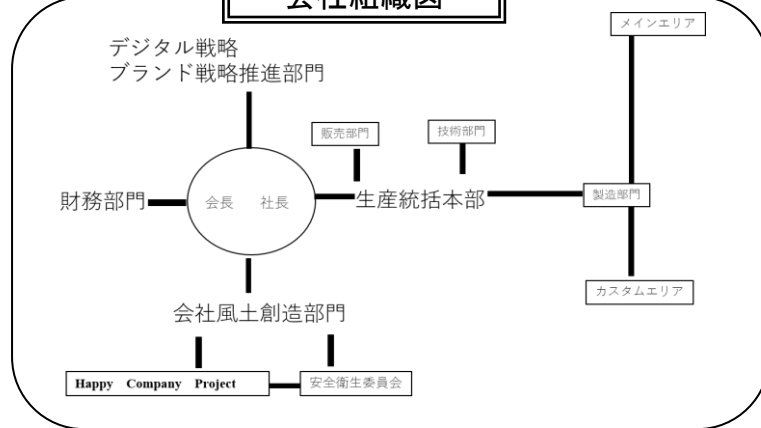 会社組織図
メインエリア
デジタル戦略
ブランド戦略推進部門
販売部門
技術部門
財務部門
会長 社長
生産統括本部
製造部門
カスタムエリア
会社風土創造部門
Happy Company Project
安全衛生委員会